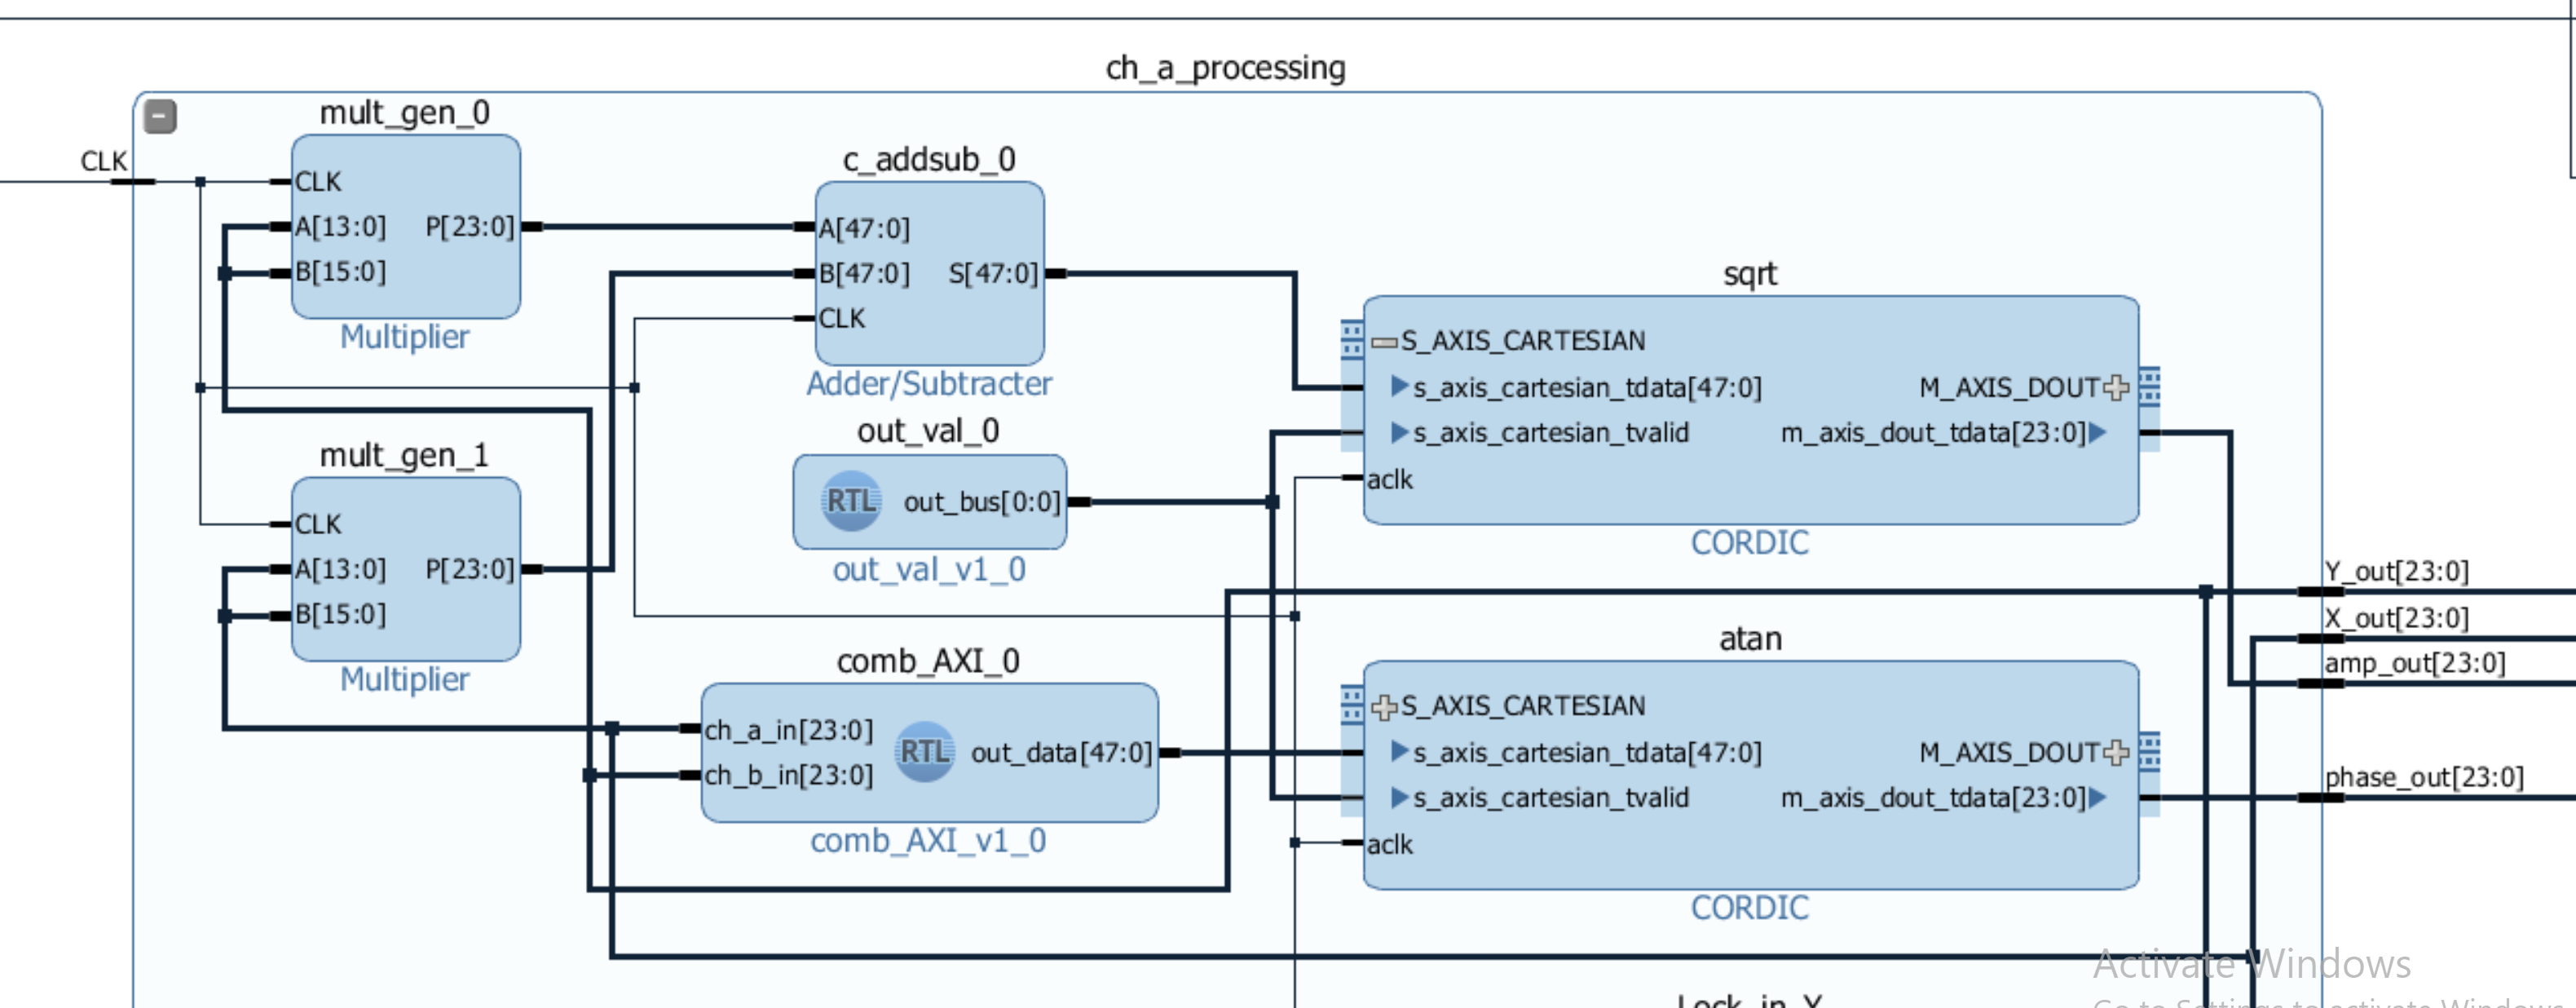 ch_a_processing
mult_gen_0
CLK
CLK
A[13:0]
P[23:0]
B[15:0]
Multiplier
c_addsub_0
A[47:0]
B[47:0]
S[47:0]
CLK
Adder/Subtracter
sqrt
S_AXIS_CARTESIAN
s_axis_cartesian_tdata[47:0]
M_AXIS_DOUT
s_axis_cartesian_tvalid
m_axis_dout_tdata[23:0]
aclk
CORDIC
out_val_0
RTL
out_bus[0:0]
out_val_v1_0
mult_gen_1
CLK
A[13:0]
P[23:0]
B[15:0]
Multiplier
comb_AXI_0
ch_a_in[23:0]
RTL
out_data[47:0]
ch_b_in[23:0]
comb_AXI_v1_0
atan
S_AXIS_CARTESIAN
s_axis_cartesian_tdata[47:0]
M_AXIS_DOUT
s_axis_cartesian_tvalid
m_axis_dout_tdata[23:0]
aclk
CORDIC
Y_out[23:0]
X_out[23:0]
amp_out[23:0]
phase_out[23:0]
Activate Windows
Go to Settings to activate Windows
Lock_in_Y